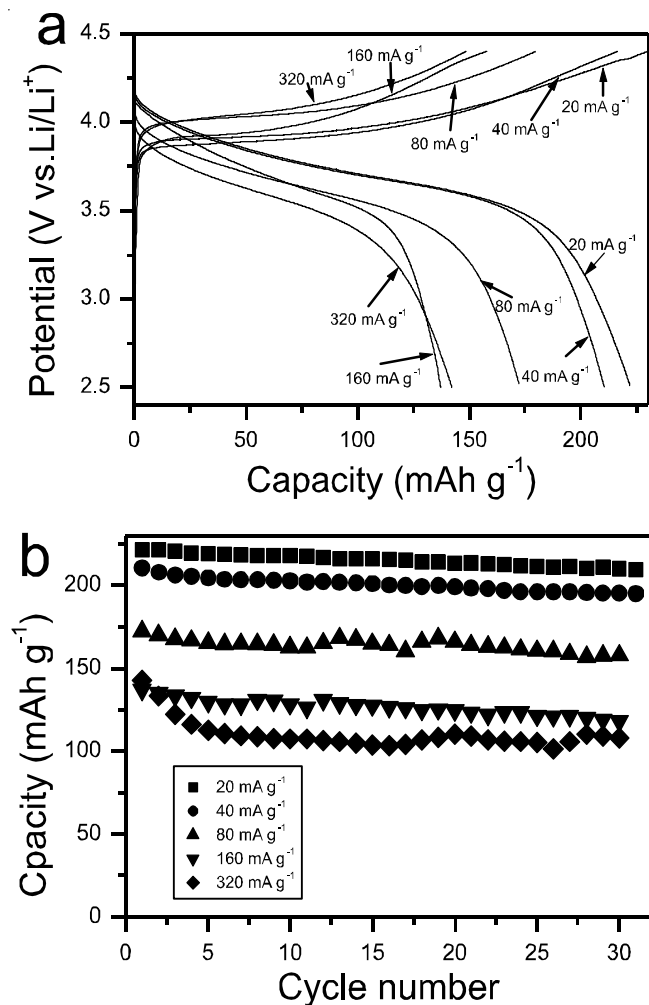 a
4.5
4.0
3.5
3.0
2.5
Potential (V vs.Li/Li⁺)
160 mA g⁻¹
320 mA g⁻¹
80 mA g⁻¹
40 mA g⁻¹
20 mA g⁻¹
20 mA g⁻¹
80 mA g⁻¹
320 mA g⁻¹
40 mA g⁻¹
160 mA g⁻¹
0 50 100 150 200
Capacity (mAh g⁻¹)
b
200
150
100
50
0
Cpacity (mAh g⁻¹)
20 mA g⁻¹
40 mA g⁻¹
80 mA g⁻¹
160 mA g⁻¹
320 mA g⁻¹
0 5 10 15 20 25 30
Cycle number